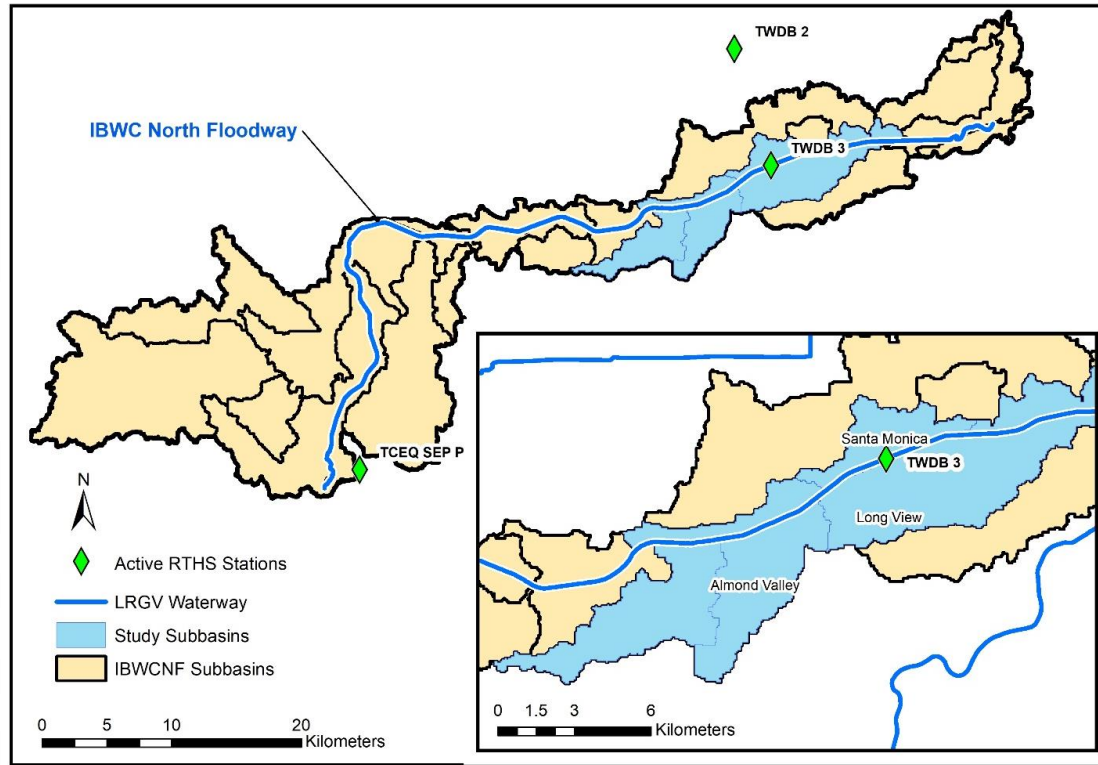 TWDB 2
IBWC North Floodway
TWDB 3
TCEQ SEP P
N
Active RTHS Stations
LRGV Waterway
Study Subbasins
IBWCNF Subbasins
0 5 10 20
Kilometers
Santa Monica
TWDB 3
Long View
Almond Valley
0 1.5 3 6
Kilometers